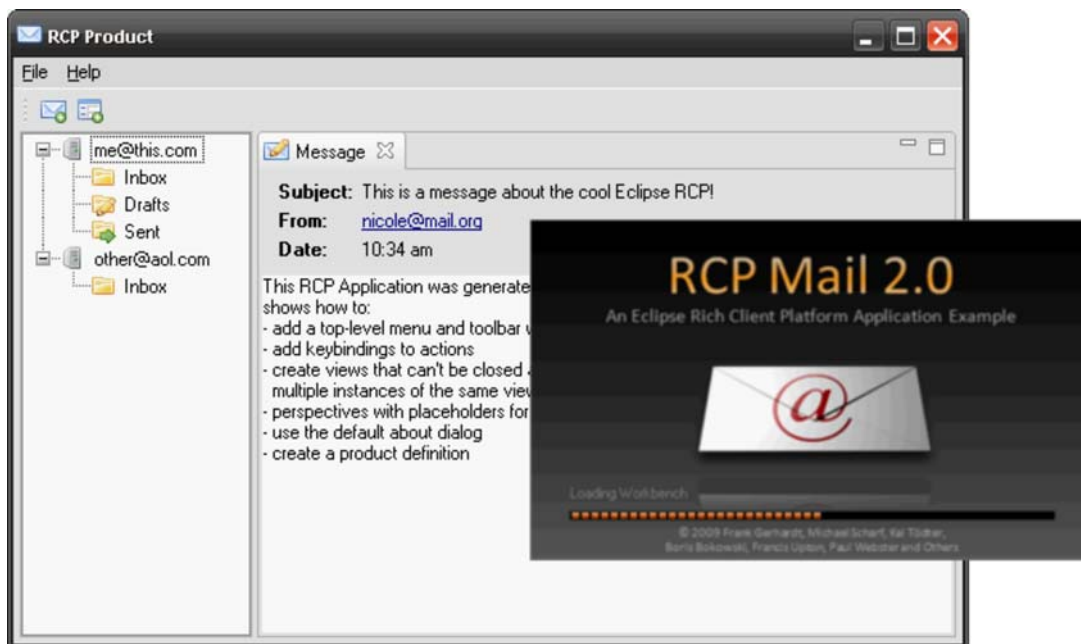 RCP Product
File Help
me@this.com
Inbox
Drafts
Sent
other@aol.com
Inbox
Message
Subject: This is a message about the cool Eclipse RCP!
From: nicole@mail.org
Date: 10:34 am
This RCP Application was generate
shows how to:
- add a top-level menu and toolbar
- add keybindings to actions
- create views that can't be closed
multiple instances of the same
- perspectives with placeholders for
- use the default about dialog
- create a product definition
RCP Mail 2.0
An Eclipse Rich Client Platform Application Example
@
Loading Workbench
© 2009 Frank Gerhardt, Michael Scharf, Kai Tödter,
Boris Bokowski, Francis Upton, Paul Webster and Others